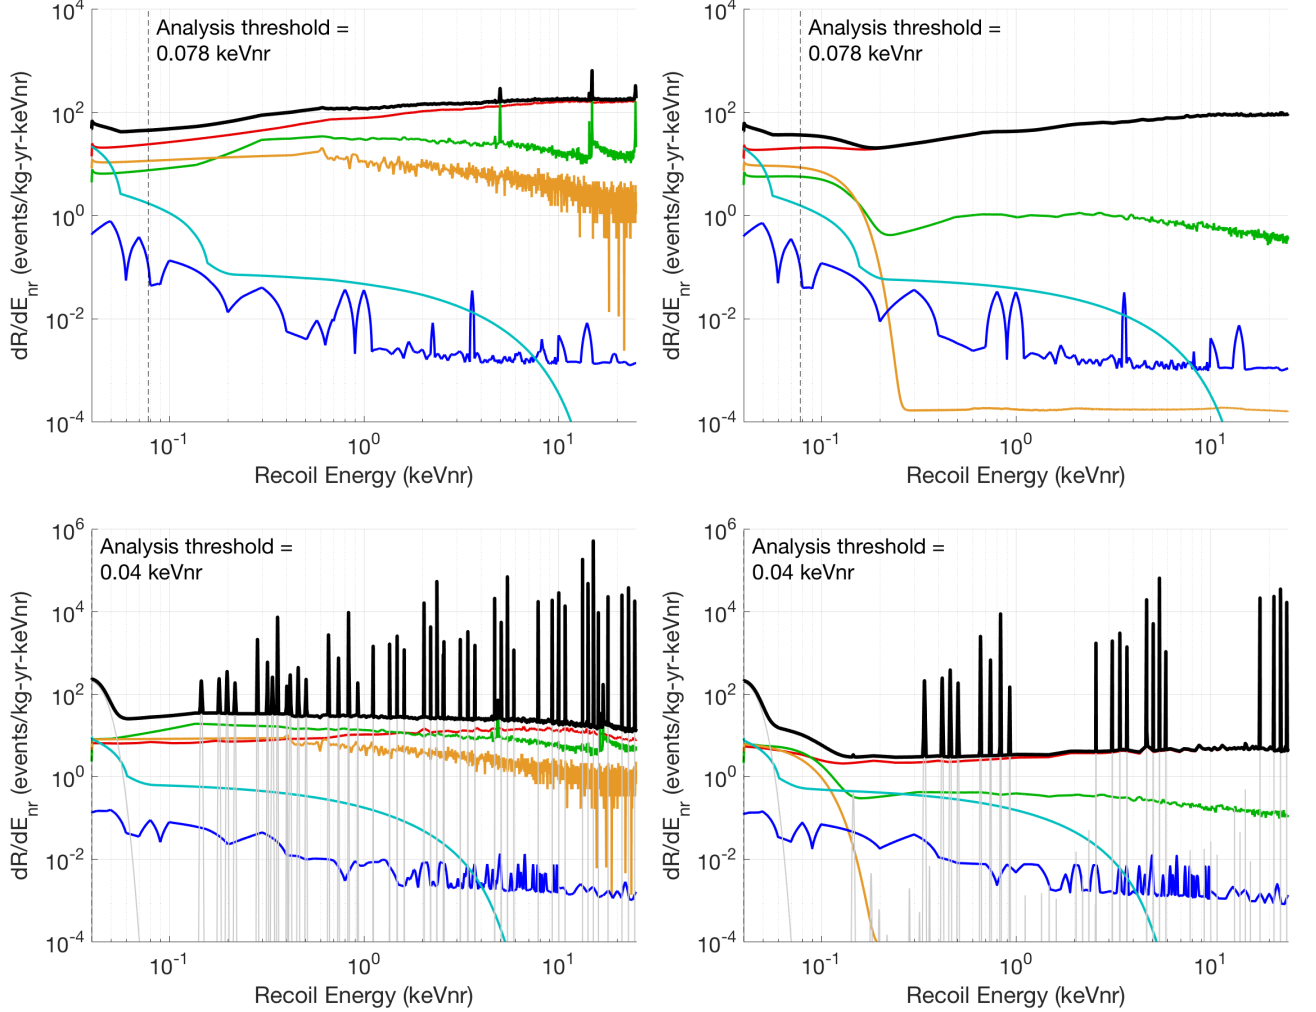 Analysis threshold =
0.078 keVnr
10^4
10^2
10^0
10^-2
10^-4
dR/dE_nr (events/kg-yr-keVnr)
10^-1
10^0
10^1
Recoil Energy (keVnr)
Analysis threshold =
0.078 keVnr
10^4
10^2
10^0
10^-2
10^-4
dR/dE_nr (events/kg-yr-keVnr)
10^-1
10^0
10^1
Recoil Energy (keVnr)
Analysis threshold =
0.04 keVnr
10^6
10^4
10^2
10^0
10^-2
10^-4
dR/dE_nr (events/kg-yr-keVnr)
10^-1
10^0
10^1
Recoil Energy (keVnr)
Analysis threshold =
0.04 keVnr
10^6
10^4
10^2
10^0
10^-2
10^-4
dR/dE_nr (events/kg-yr-keVnr)
10^-1
10^0
10^1
Recoil Energy (keVnr)